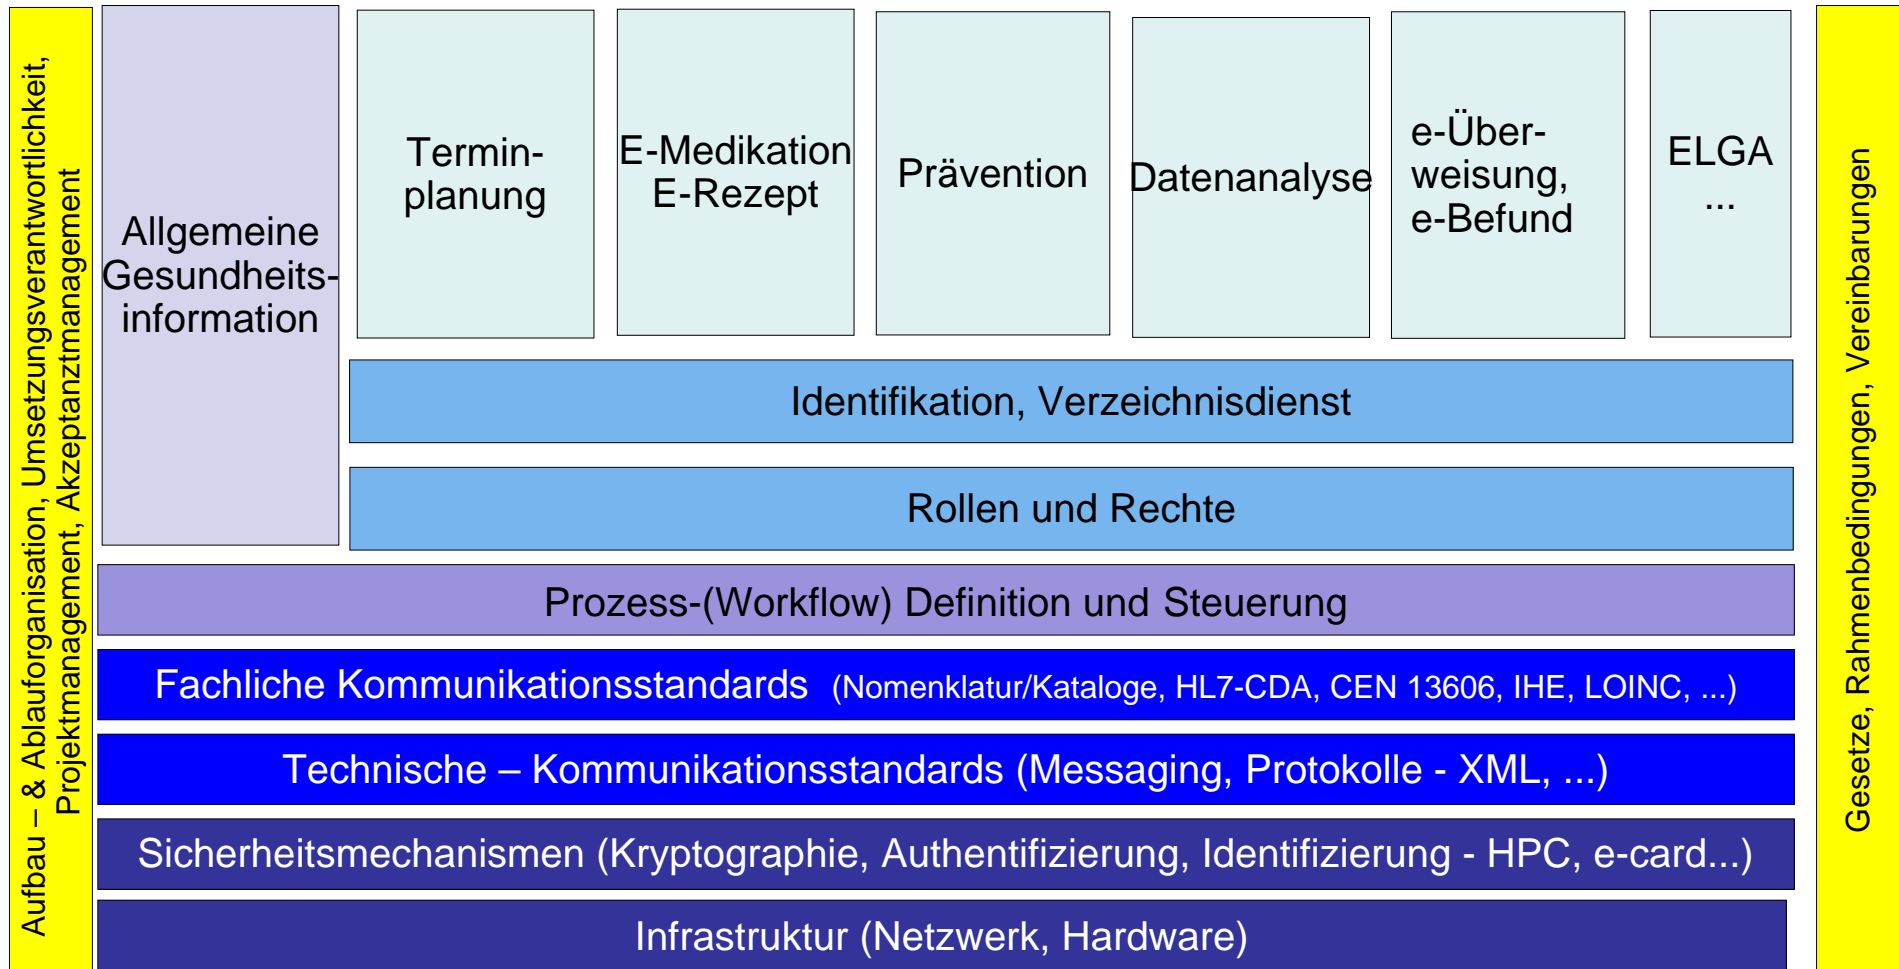 Aufbau – & Ablauforganisation, Umsetzungsverantwortlichkeit,
Projektmanagement, Akzeptanztmanagement
Allgemeine
Gesundheits-
information
Termin-
planung
E-Medikation
E-Rezept
Prävention
Datenanalyse
e-Über-
weisung,
e-Befund
ELGA
...
Identifikation, Verzeichnisdienst
Rollen und Rechte
Prozess-(Workflow) Definition und Steuerung
Fachliche Kommunikationsstandards (Nomenklatur/Kataloge, HL7-CDA, CEN 13606, IHE, LOINC, ...)
Technische – Kommunikationsstandards (Messaging, Protokolle - XML, ...)
Sicherheitsmechanismen (Kryptographie, Authentifizierung, Identifizierung - HPC, e-card...)
Infrastruktur (Netzwerk, Hardware)
Gesetze, Rahmenbedingungen, Vereinbarungen